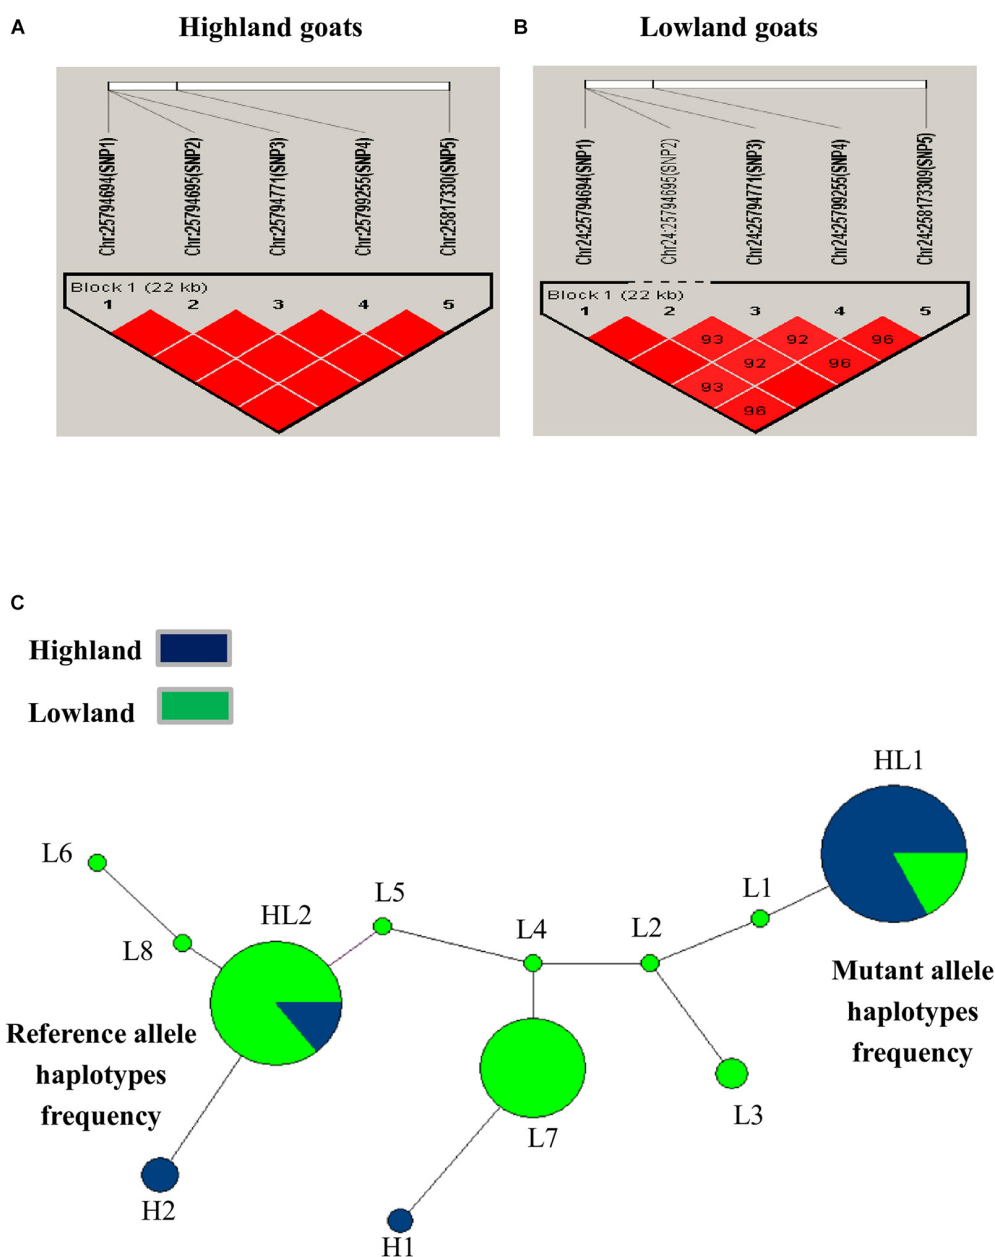 A
Highland goats
Chr:25794694(SNP1)
Chr:25794695(SNP2)
Chr:25794771(SNP3)
Chr:25799255(SNP4)
Chr:25817330(SNP5)
Block 1 (22 kb)
1 2 3 4 5
B
Lowland goats
Chr24:25794694(SNP1)
Chr24:25794695(SNP2)
Chr24:25794771(SNP3)
Chr24:25799255(SNP4)
Chr24:258173309(SNP5)
Block 1 (22 kb)
1 2 3 4 5
93 92 96
92 96
93
96
C
Highland
Lowland
HL1
L6
L5
L1
HL2
L4
L2
L8
Mutant allele
haplotypes
frequency
Reference allele
haplotypes
frequency
L3
L7
H2
H1